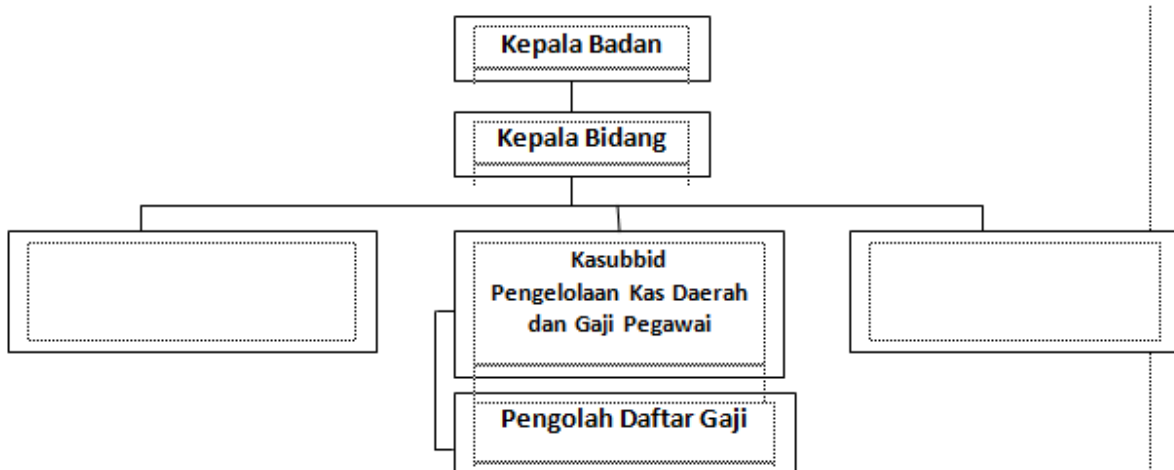 Kepala Badan
Kepala Bidang
Kasubbid
Pengelolaan Kas Daerah
dan Gaji Pegawai
Pengolah Daftar Gaji